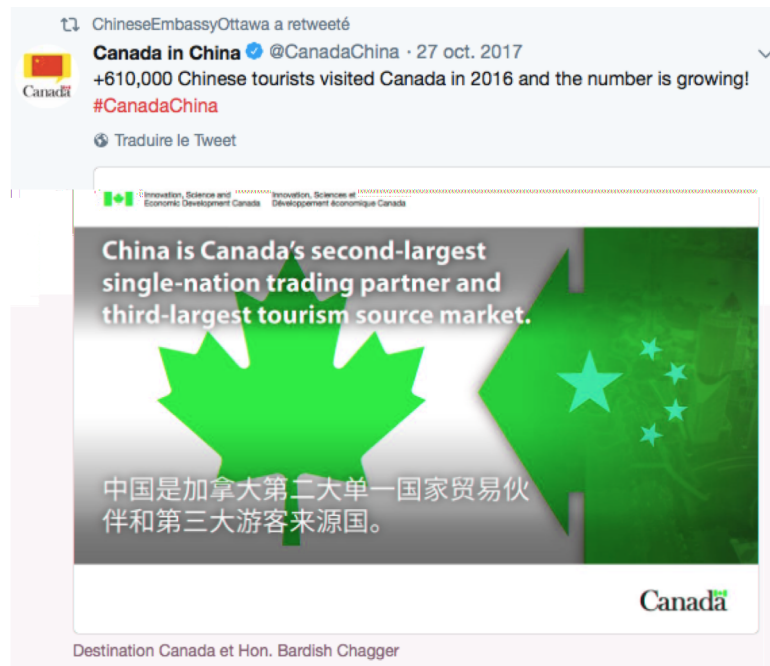 ChineseEmbassyOttawa a retweeté
Canada in China @CanadaChina · 27 oct. 2017
+610,000 Chinese tourists visited Canada in 2016 and the number is growing!
#CanadaChina
Canada
Traduire le Tweet
Innovation, Science and
Economic Development Canada
Innovation, Sciences et
Développement économique Canada
China is Canada's second-largest
single-nation trading partner and
third-largest tourism source market.
中国是加拿大第二大单一国家贸易伙
伴和第三大游客来源国。
Canada
Destination Canada et Hon. Bardish Chagger